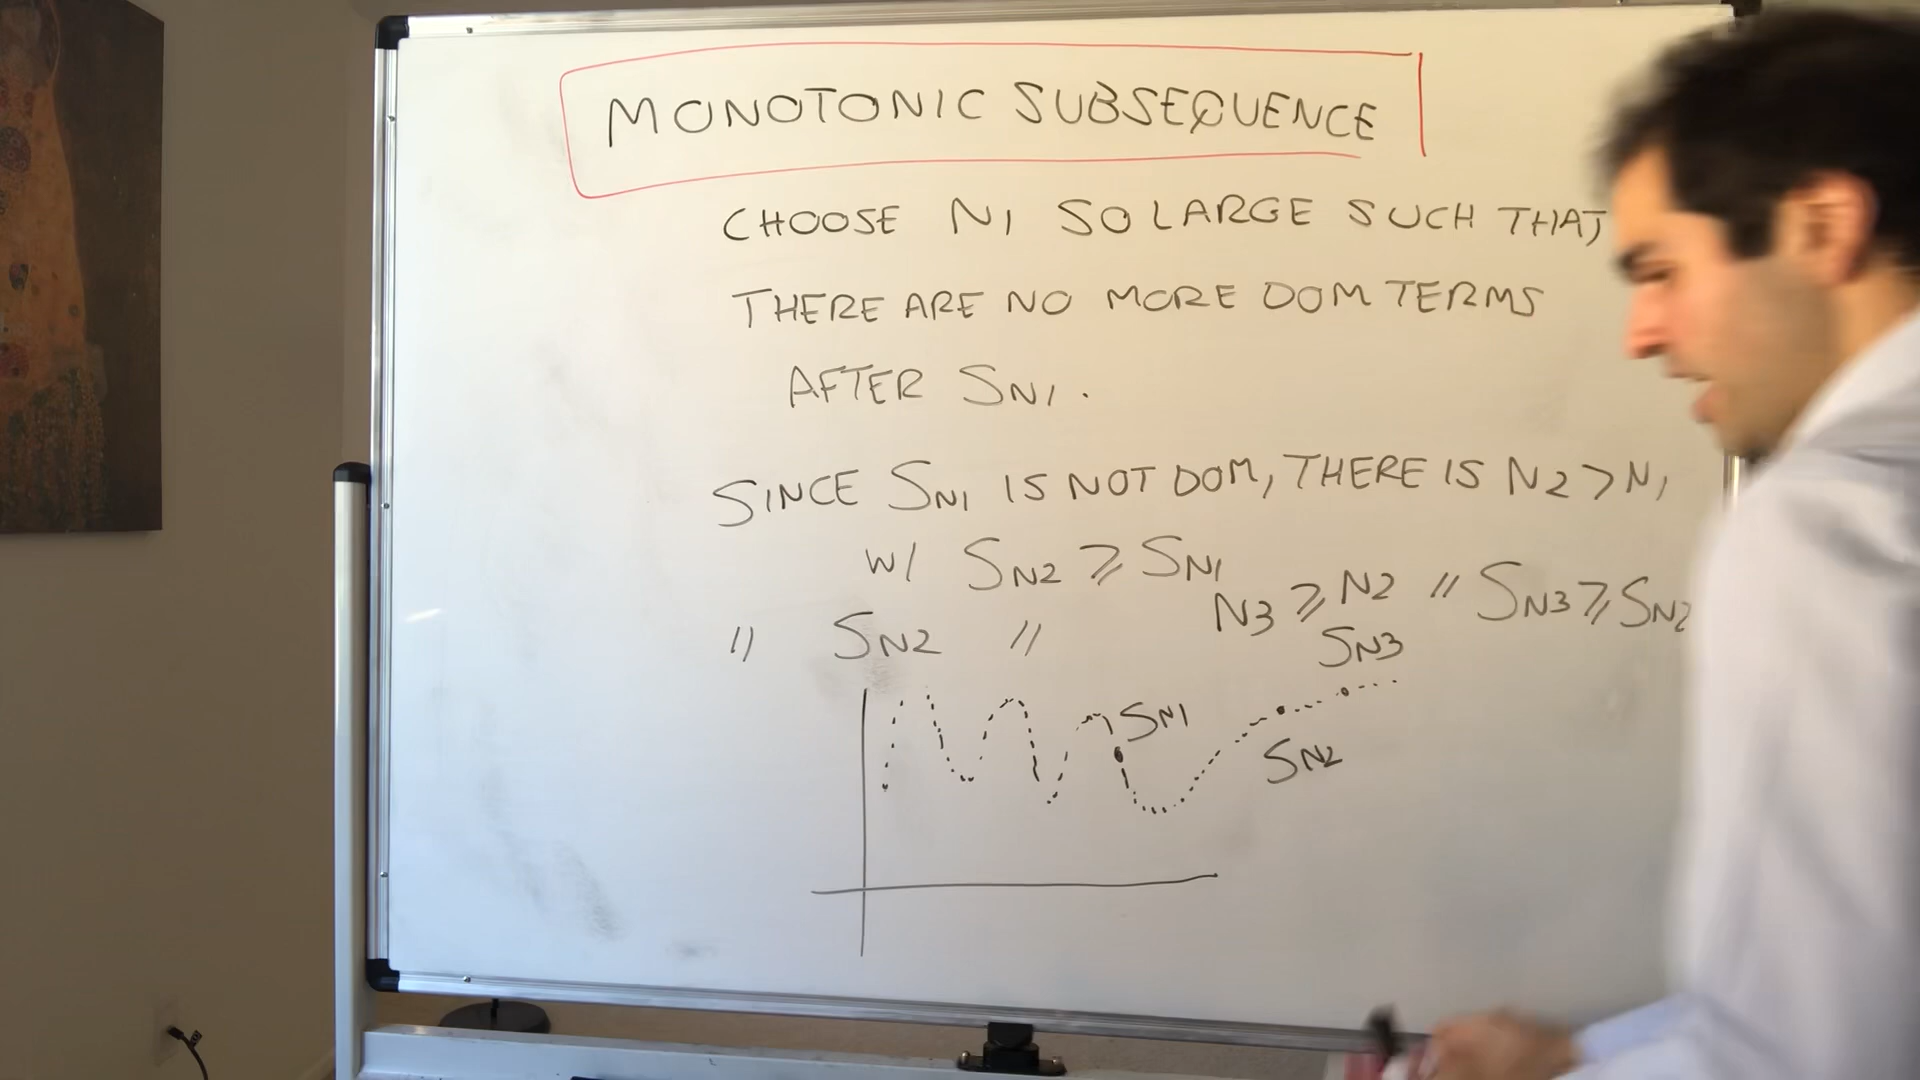 MONOTONIC SUBSEQUENCE
CHOOSE N1 SO LARGE SUCH THAT
THERE ARE NO MORE DOM TERMS
AFTER SN1.
SINCE SN1 IS NOT DOM, THERE IS N2 > N1
W/ SN2 ⩾ SN1
" SN2 " N3 ⩾ N2 " SN3 ⩾ SN2
SN3
SN1
SN2